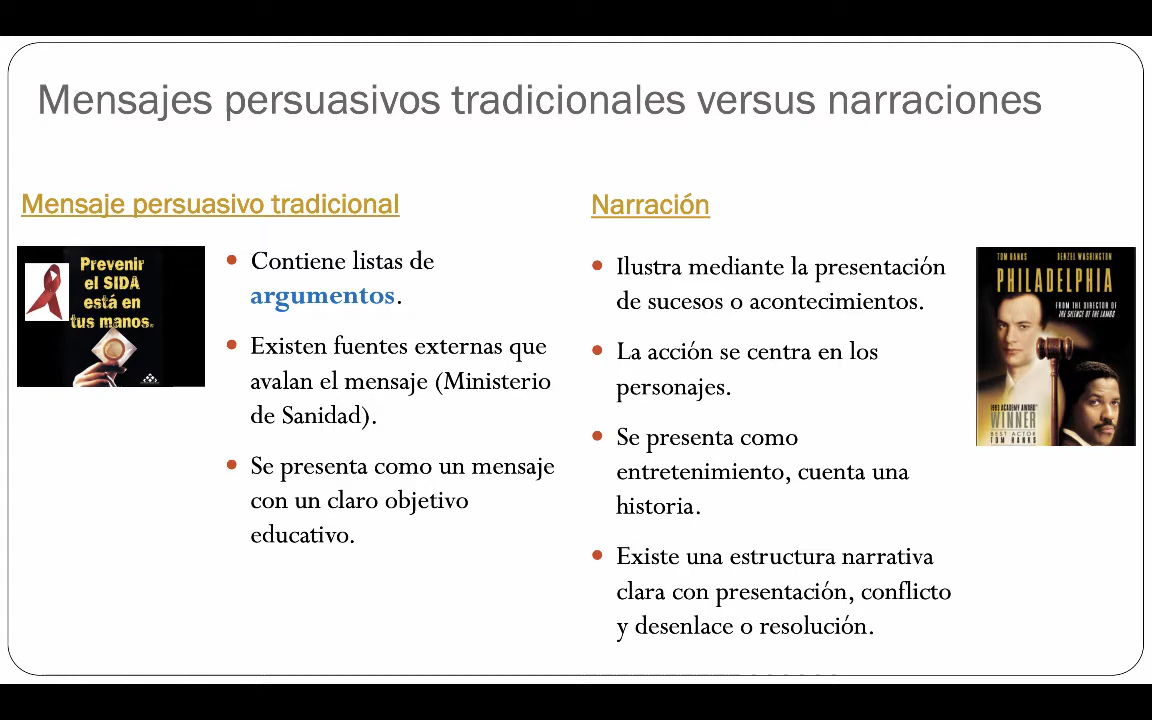 Mensajes persuasivos tradicionales versus narraciones
Mensaje persuasivo tradicional
Prevenir
el SIDA
está en
tus manos.
Contiene listas de
argumentos.
Existen fuentes externas que
avalan el mensaje (Ministerio
de Sanidad).
Se presenta como un mensaje
con un claro objetivo
educativo.
Narración
Ilustra mediante la presentación
de sucesos o acontecimientos.
La acción se centra en los
personajes.
Se presenta como
entretenimiento, cuenta una
historia.
Existe una estructura narrativa
clara con presentación, conflicto
y desenlace o resolución.
TOM HANKS DENZEL WASHINGTON
PHILADELPHIA
FROM THE DIRECTOR OF
THE SILENCE OF THE LAMBS
1993 ACADEMY AWARD
WINNER
BEST ACTOR
TOM HANKS